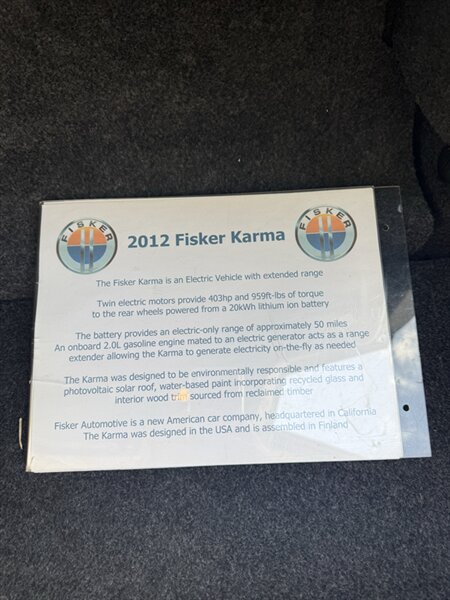 FISKER
FISKER
2012 Fisker Karma
The Fisker Karma is an Electric Vehicle with extended range
Twin electric motors provide 403hp and 959ft-lbs of torque
to the rear wheels powered from a 20kWh lithium ion battery
The battery provides an electric-only range of approximately 50 miles
An onboard 2.0L gasoline engine mated to an electric generator acts as a range
extender allowing the Karma to generate electricity on-the-fly as needed
The Karma was designed to be environmentally responsible and features a
photovoltaic solar roof, water-based paint incorporating recycled glass and
interior wood trim sourced from reclaimed timber
Fisker Automotive is a new American car company, headquartered in California
The Karma was designed in the USA and is assembled in Finland